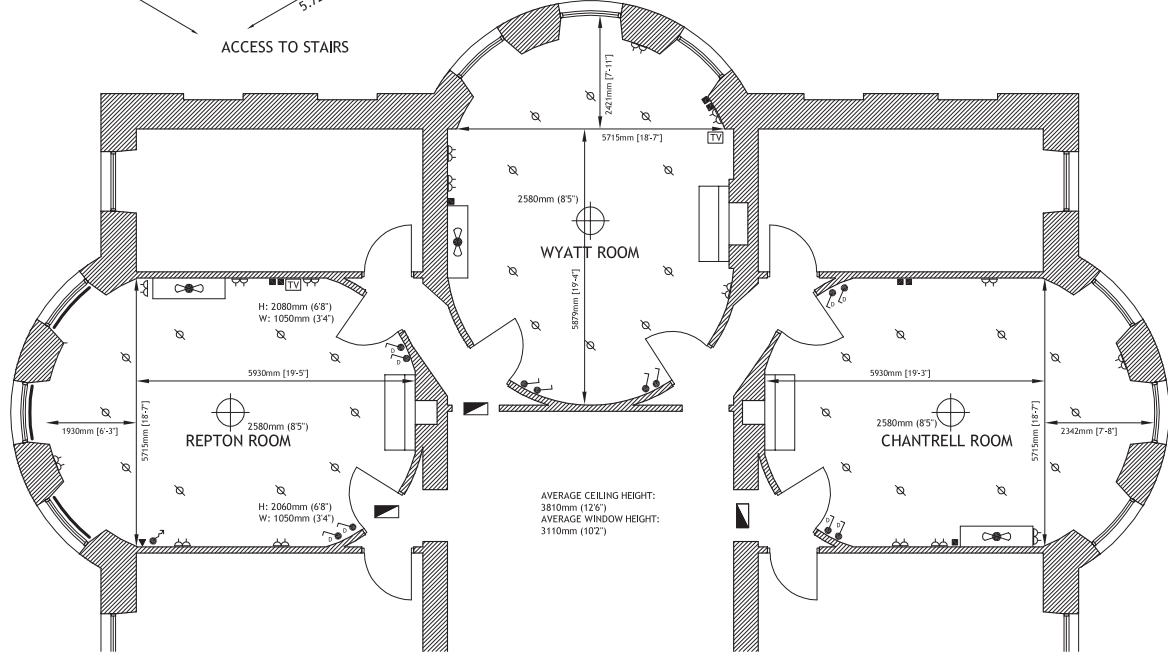 5.72
ACCESS TO STAIRS
2421mm [7'-11"]
5715mm [18'-7"]
TV
2580mm (8'5")
WYATT ROOM
5879mm [19'-4"]
TV
H: 2080mm (6'8")
W: 1050mm (3'4")
D
D
D
D
5930mm [19'-5"]
5930mm [19'-3"]
1930mm [6'-3"]
5715mm [18'-7"]
2580mm (8'5")
REPTON ROOM
2580mm (8'5")
CHANTRELL ROOM
5715mm [18'-7"]
2342mm [7'-8"]
H: 2060mm (6'8")
W: 1050mm (3'4")
D
D
D
D
AVERAGE CEILING HEIGHT:
3810mm (12'6")
AVERAGE WINDOW HEIGHT:
3110mm (10'2")